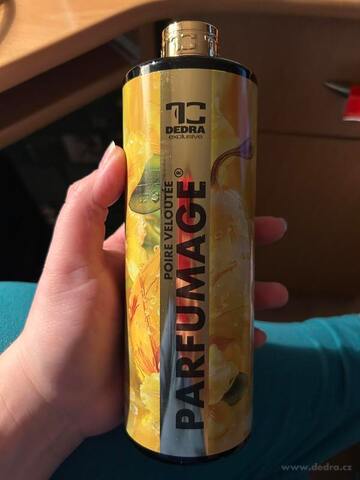 DEDRA
exclusive
POIRE VELOUTÉE
PARFUMAGE®
www.dedra.cz